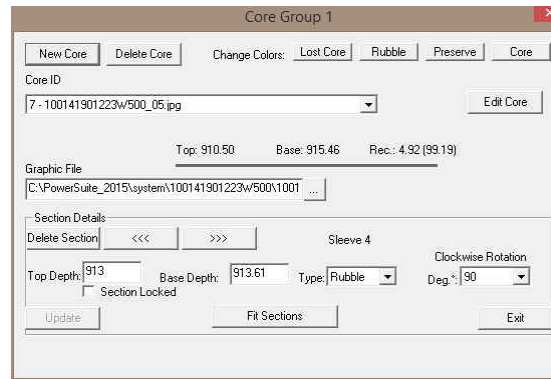 Core Group 1
New Core Delete Core Change Colors: Lost Core Rubble Preserve Core
Core ID
7 - 100141901223W500_05.jpg Edit Core
Top: 910.50 Base: 915.46 Rec.: 4.92 (99.19)
Graphic File
C:\PowerSuite_2015\system\100141901223W500\1001 ...
Section Details
Delete Section <<< >>> Sleeve 4
Clockwise Rotation
Top Depth: 913 Base Depth: 913.61 Type: Rubble Deg.°: 90
Section Locked
Update Fit Sections Exit